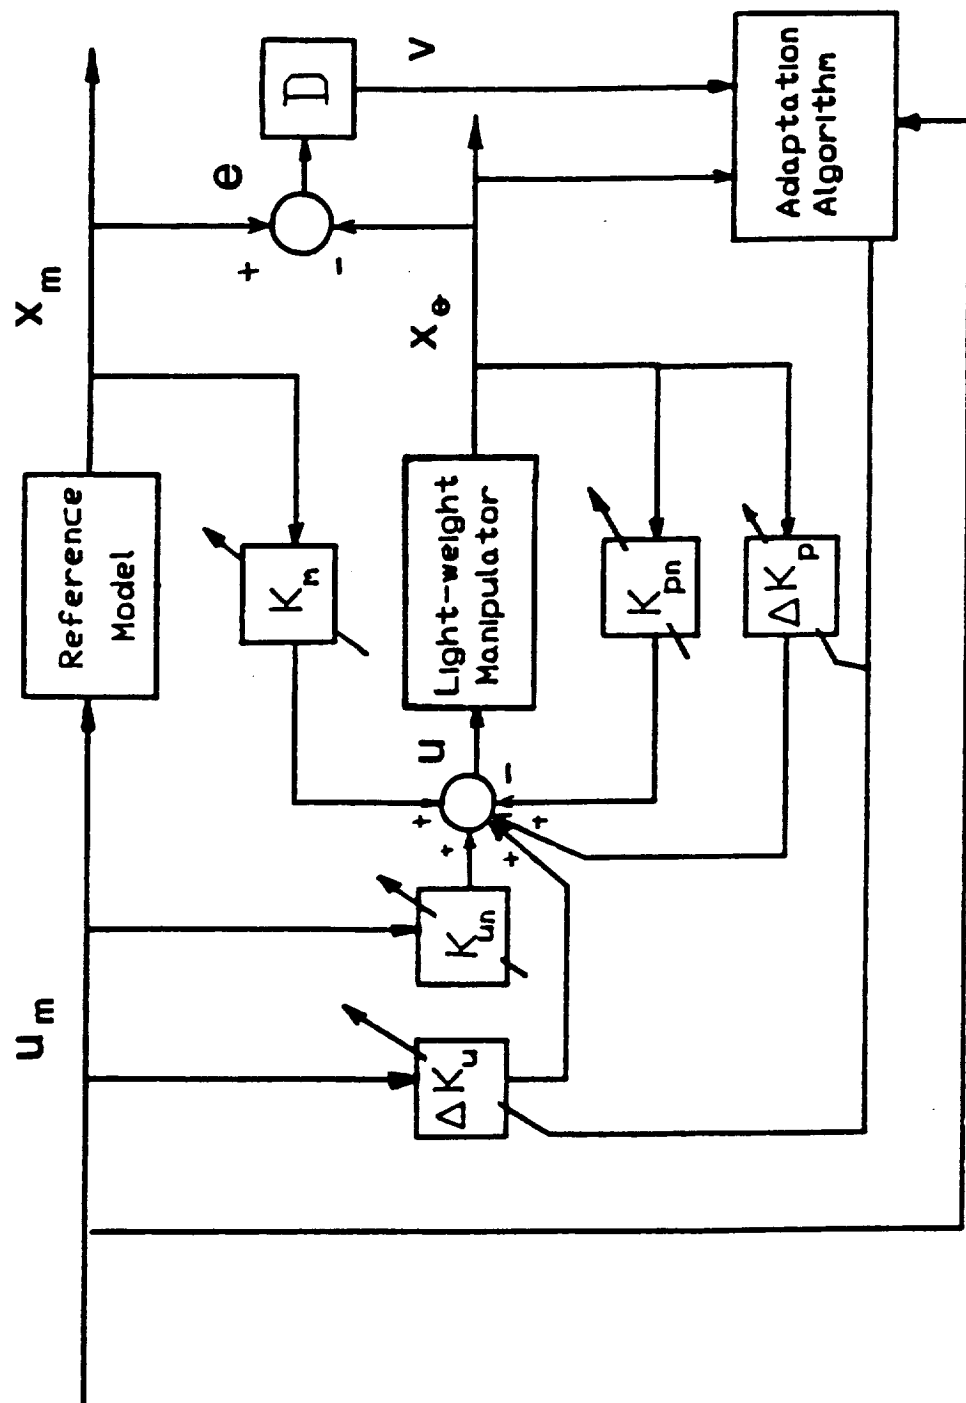 u_m
x_m
Reference
Model
e
+
-
D
v
K_m
ΔK_u
K_un
+
+
+
+
-
u
Light-weight
Manipulator
x_e
K_pn
ΔK_p
Adaptation
Algorithm